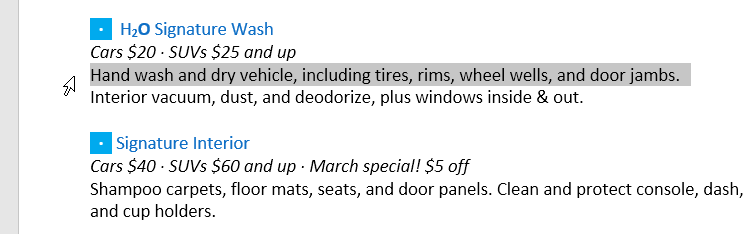 H₂O Signature Wash
Cars $20 · SUVs $25 and up
Hand wash and dry vehicle, including tires, rims, wheel wells, and door jambs.
Interior vacuum, dust, and deodorize, plus windows inside & out.
Signature Interior
Cars $40 · SUVs $60 and up · March special! $5 off
Shampoo carpets, floor mats, seats, and door panels. Clean and protect console, dash,
and cup holders.